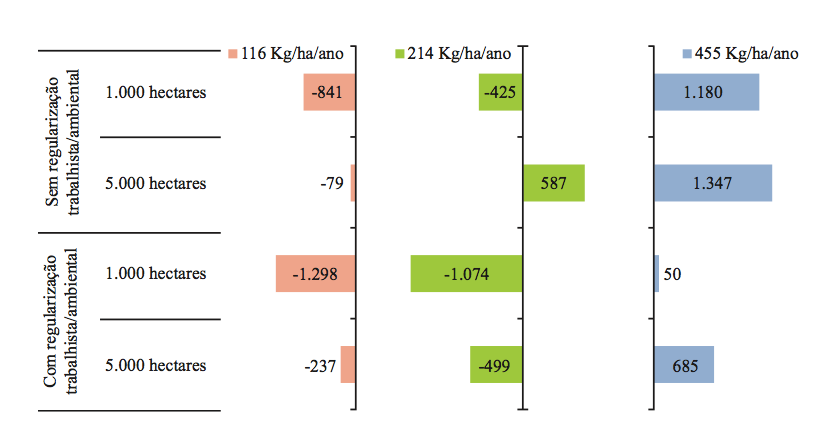 116 Kg/ha/ano 214 Kg/ha/ano 455 Kg/ha/ano
Sem regularização
trabalhista/ambiental
1.000 hectares -841 -425 1.180
5.000 hectares -79 587 1.347
Com regularização
trabalhista/ambiental
1.000 hectares -1.298 -1.074 50
5.000 hectares -237 -499 685